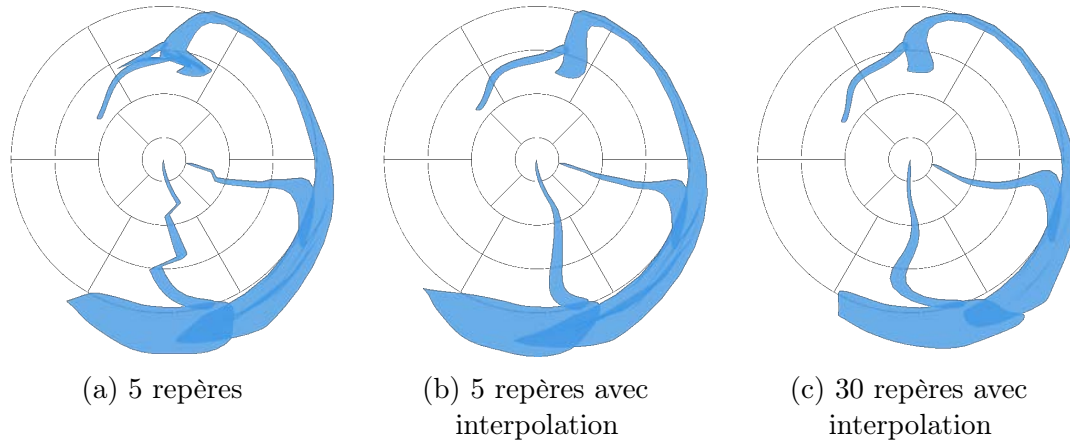 (a) 5 repères
(b) 5 repères avec
interpolation
(c) 30 repères avec
interpolation